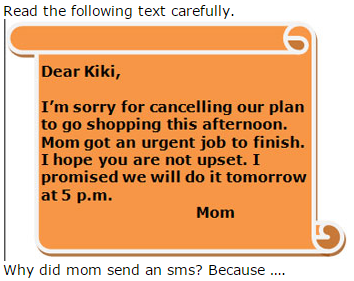 Read the following text carefully.
Dear Kiki,
I'm sorry for cancelling our plan
to go shopping this afternoon.
Mom got an urgent job to finish.
I hope you are not upset. I
promised we will do it tomorrow
at 5 p.m.
Mom
Why did mom send an sms? Because ....